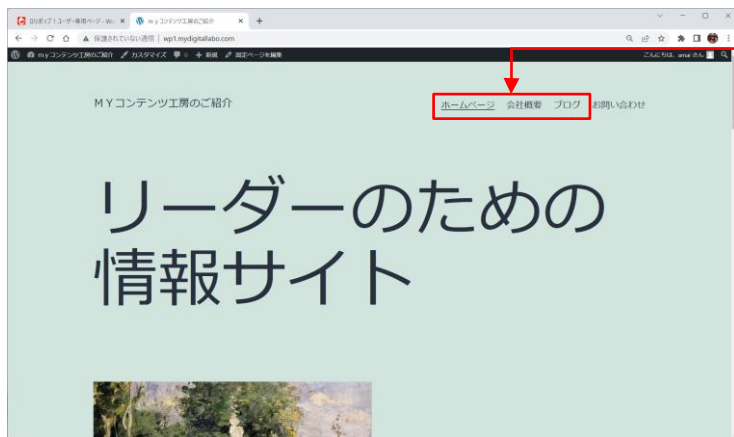 ロリポップ！ユーザー専用ページ - We
my コンテンツ工房のご紹介
保護されていない通信 | wp1.mydigitallabo.com
my コンテンツ工房のご紹介 カスタマイズ 0 新規 固定ページを編集
こんにちは、amai さん
ＭＹコンテンツ工房のご紹介
ホームページ 会社概要 ブログ お問い合わせ
リーダーのための
情報サイト